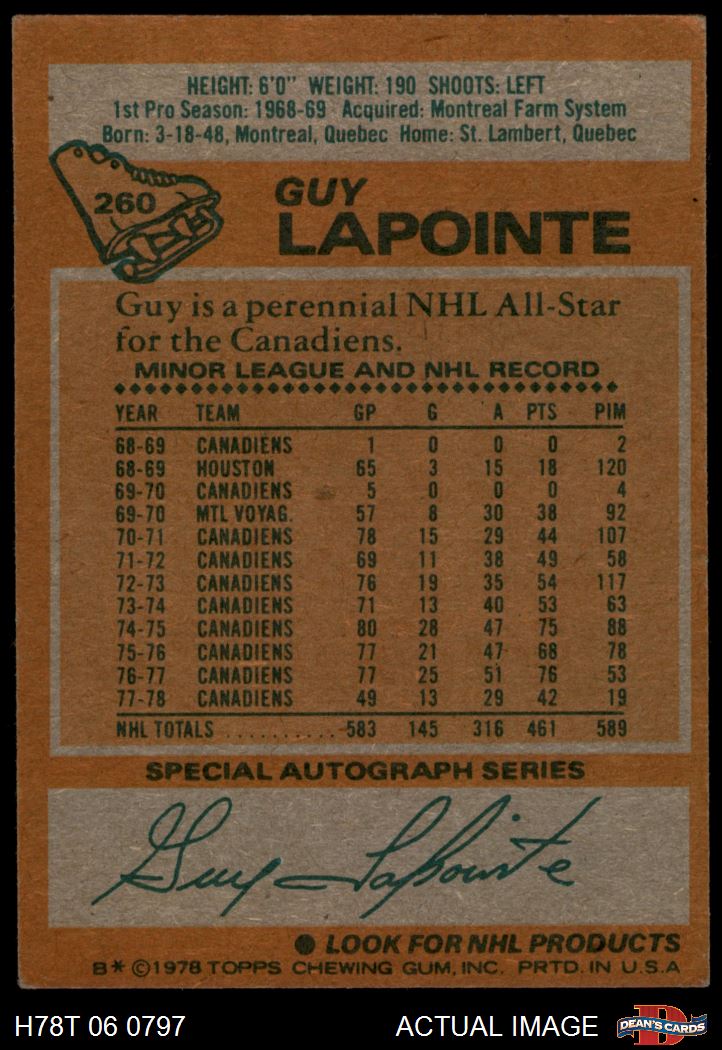 HEIGHT: 6'0" WEIGHT: 190 SHOOTS: LEFT
1st Pro Season: 1968-69 Acquired: Montreal Farm System
Born: 3-18-48, Montreal, Quebec Home: St. Lambert, Quebec
260
GUY
LAPOINTE
Guy is a perennial NHL All-Star
for the Canadiens.
MINOR LEAGUE AND NHL RECORD
YEAR TEAM GP G A PTS PIM
68-69 CANADIENS 1 0 0 0 2
68-69 HOUSTON 65 3 15 18 120
69-70 CANADIENS 5 0 0 0 4
69-70 MTL VOYAG. 57 8 30 38 92
70-71 CANADIENS 78 15 29 44 107
71-72 CANADIENS 69 11 38 49 58
72-73 CANADIENS 76 19 35 54 117
73-74 CANADIENS 71 13 40 53 63
74-75 CANADIENS 80 28 47 75 88
75-76 CANADIENS 77 21 47 68 78
76-77 CANADIENS 77 25 51 76 53
77-78 CANADIENS 49 13 29 42 19
NHL TOTALS .......... 583 145 316 461 589
SPECIAL AUTOGRAPH SERIES
Guy Lapointe
● LOOK FOR NHL PRODUCTS
B* ©1978 TOPPS CHEWING GUM, INC. PRTD. IN U.S.A
H78T 06 0797 ACTUAL IMAGE D DEAN'S CARDS